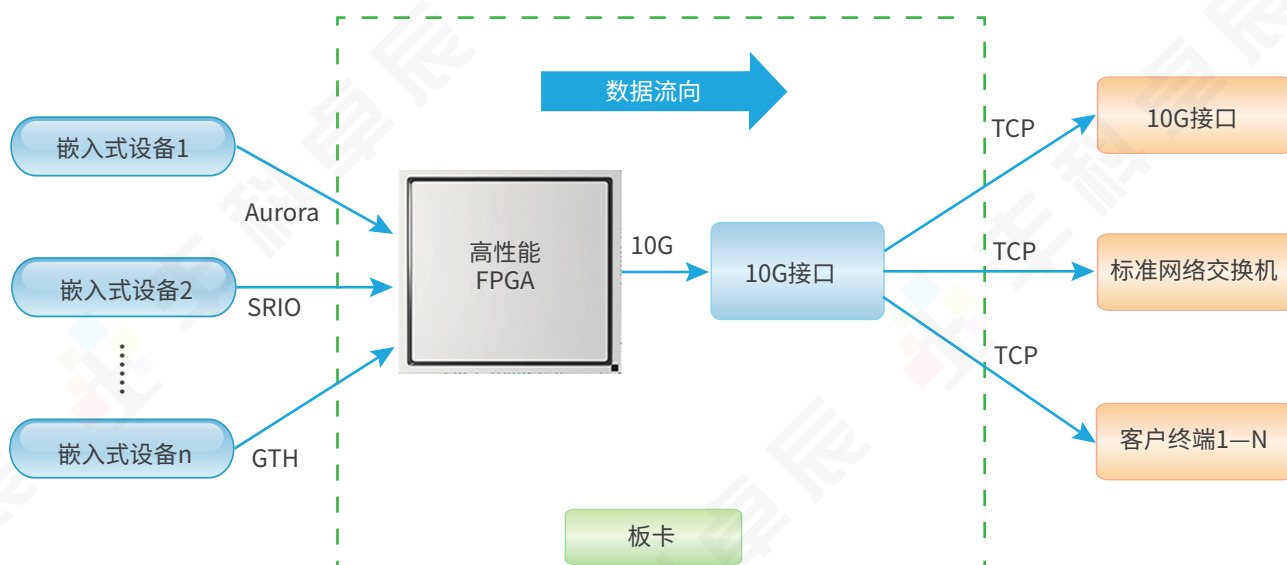 数据流向
嵌入式设备1
Aurora
嵌入式设备2
SRIO
……
嵌入式设备n
GTH
高性能
FPGA
10G
10G接口
TCP
10G接口
TCP
标准网络交换机
TCP
客户终端1—N
板卡